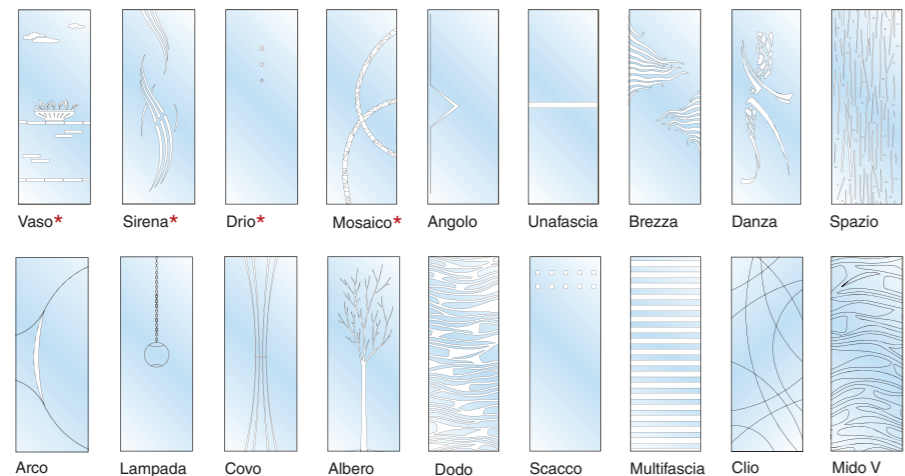 Vaso* Sirena* Drio* Mosaico* Angolo Unafascia Brezza Danza Spazio
Arco Lampada Covo Albero Dodo Scacco Multifascia Clio Mido V